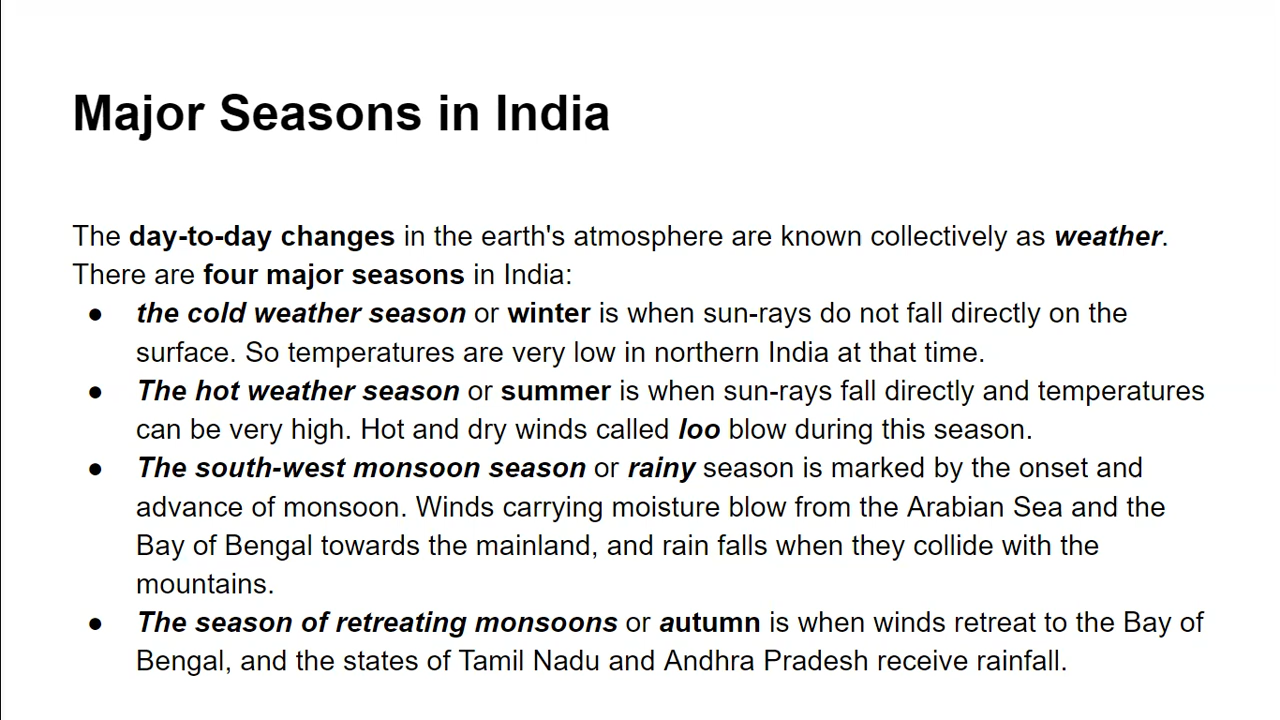 Major Seasons in India
The day-to-day changes in the earth's atmosphere are known collectively as weather.
There are four major seasons in India:
● the cold weather season or winter is when sun-rays do not fall directly on the
surface. So temperatures are very low in northern India at that time.
● The hot weather season or summer is when sun-rays fall directly and temperatures
can be very high. Hot and dry winds called loo blow during this season.
● The south-west monsoon season or rainy season is marked by the onset and
advance of monsoon. Winds carrying moisture blow from the Arabian Sea and the
Bay of Bengal towards the mainland, and rain falls when they collide with the
mountains.
● The season of retreating monsoons or autumn is when winds retreat to the Bay of
Bengal, and the states of Tamil Nadu and Andhra Pradesh receive rainfall.